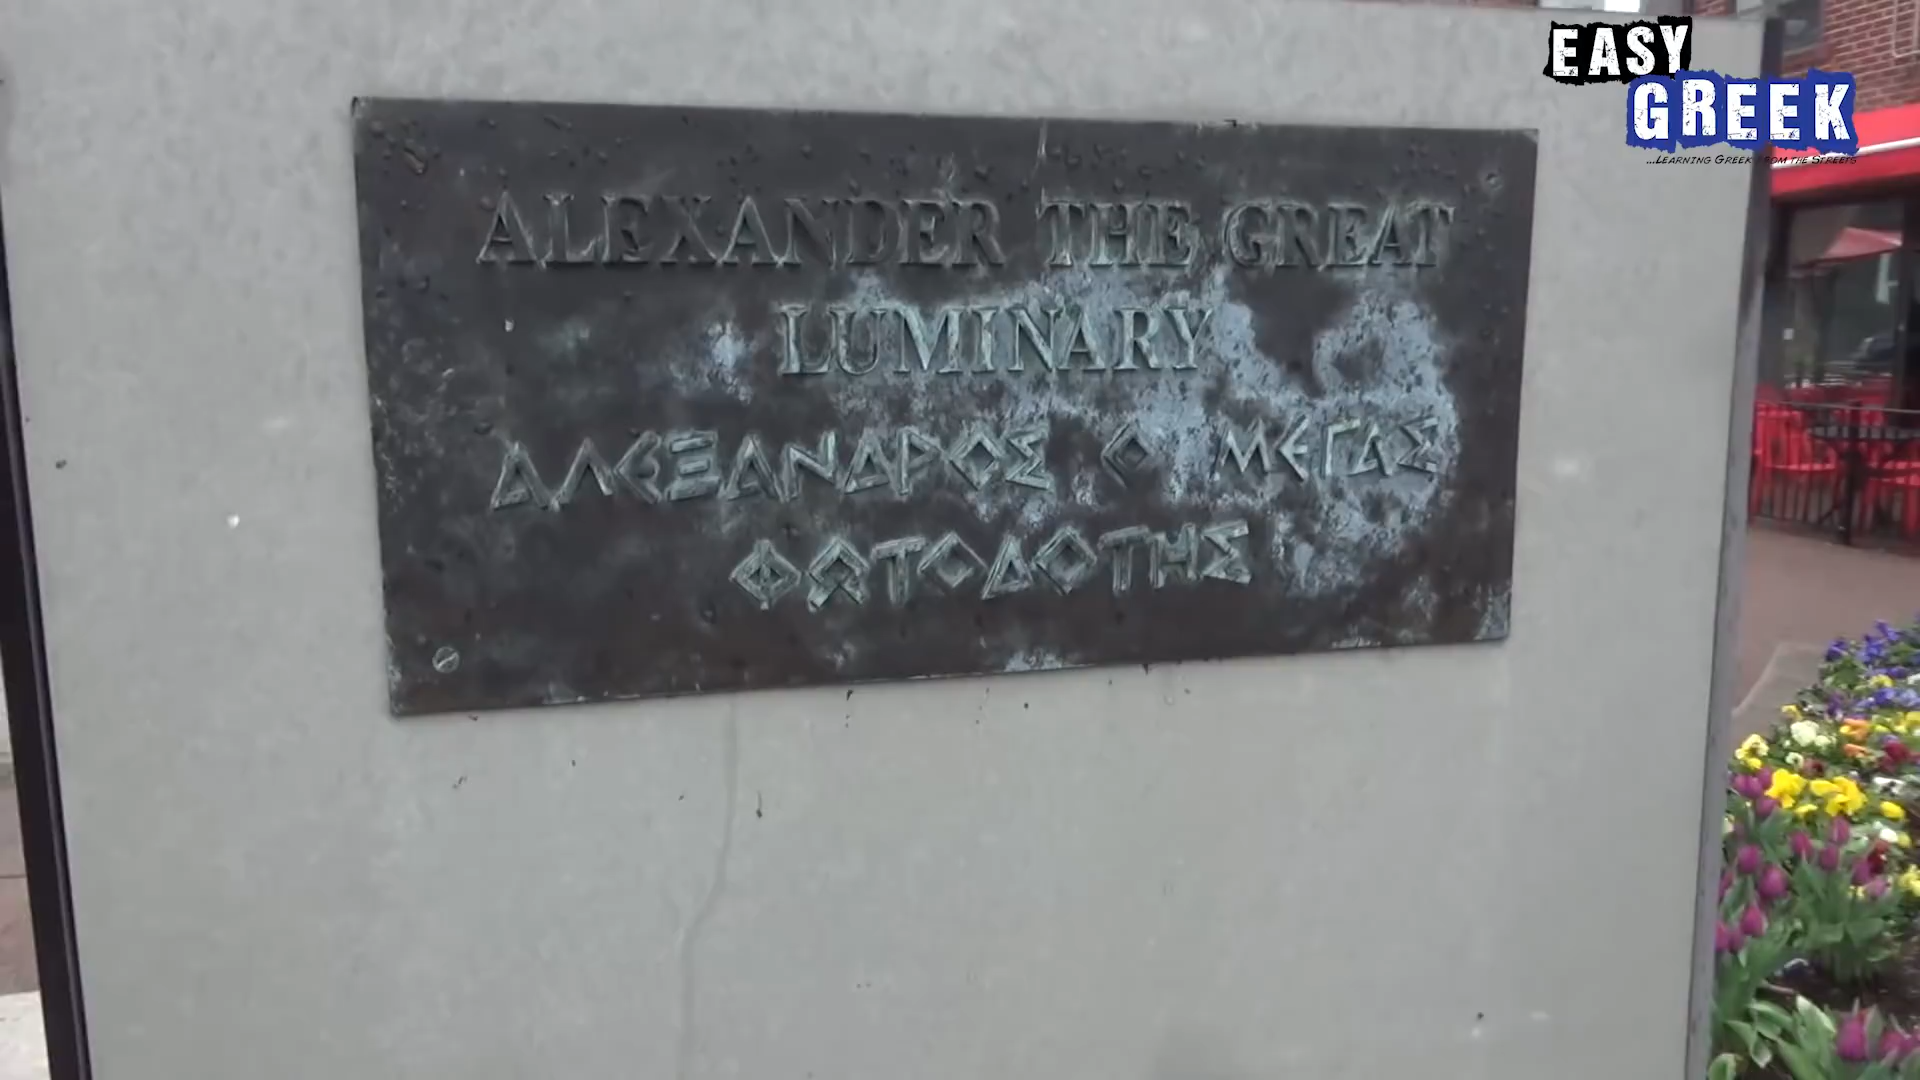 EASY
GREEK
...LEARNING GREEK FROM THE STREETS
ALEXANDER THE GREAT
LUMINARY
ΑΛΕΞΑΝΔΡΟΣ Ο ΜΕΓΑΣ
ΦΩΤΟΔΟΤΗΣ